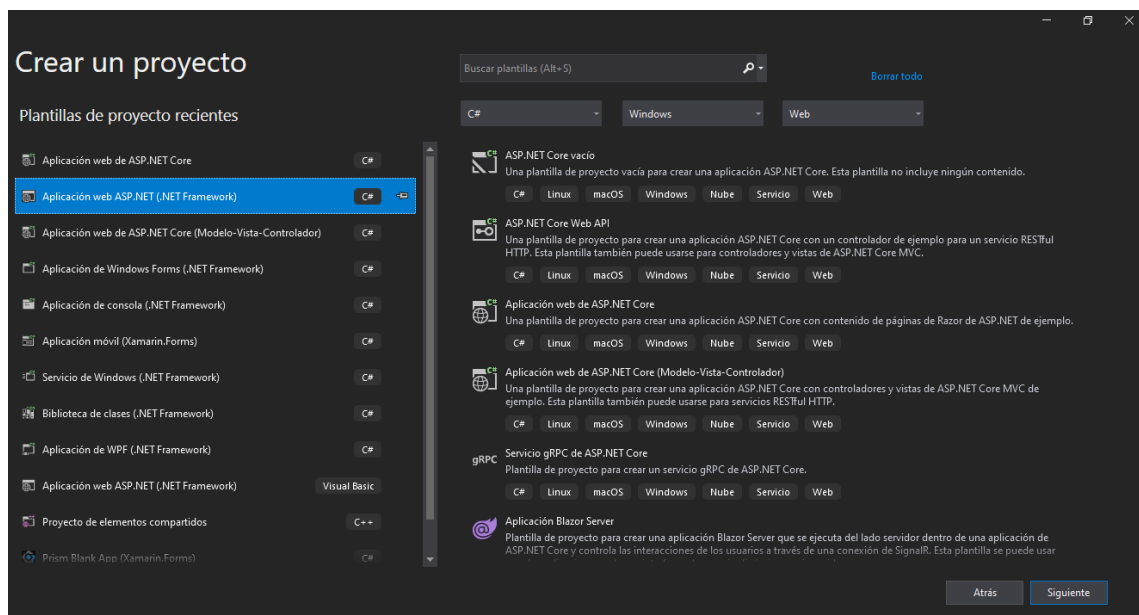 Crear un proyecto
Buscar plantillas (Alt+S)
Borrar todo
Plantillas de proyecto recientes
C#
Windows
Web
Aplicación web de ASP.NET Core
C#
Aplicación web ASP.NET (.NET Framework)
C#
Aplicación web de ASP.NET Core (Modelo-Vista-Controlador)
C#
Aplicación de Windows Forms (.NET Framework)
C#
Aplicación de consola (.NET Framework)
C#
Aplicación móvil (Xamarin.Forms)
C#
Servicio de Windows (.NET Framework)
C#
Biblioteca de clases (.NET Framework)
C#
Aplicación de WPF (.NET Framework)
C#
Aplicación web ASP.NET (.NET Framework)
Visual Basic
Proyecto de elementos compartidos
C++
Prism Blank App (Xamarin.Forms)
C#
ASP.NET Core vacío
Una plantilla de proyecto vacía para crear una aplicación ASP.NET Core. Esta plantilla no incluye ningún contenido.
C# Linux macOS Windows Nube Servicio Web
ASP.NET Core Web API
Una plantilla de proyecto para crear una aplicación ASP.NET Core con un controlador de ejemplo para un servicio RESTful
HTTP. Esta plantilla también puede usarse para controladores y vistas de ASP.NET Core MVC.
C# Linux macOS Windows Nube Servicio Web
Aplicación web de ASP.NET Core
Una plantilla de proyecto para crear una aplicación ASP.NET Core con contenido de páginas de Razor de ASP.NET de ejemplo.
C# Linux macOS Windows Nube Servicio Web
Aplicación web de ASP.NET Core (Modelo-Vista-Controlador)
Una plantilla de proyecto para crear una aplicación ASP.NET Core con controladores y vistas de ASP.NET Core MVC de
ejemplo. Esta plantilla también puede usarse para servicios RESTful HTTP.
C# Linux macOS Windows Nube Servicio Web
gRPC
Servicio gRPC de ASP.NET Core
Plantilla de proyecto para crear un servicio gRPC de ASP.NET Core.
C# Linux macOS Windows Nube Servicio Web
Aplicación Blazor Server
Plantilla de proyecto para crear una aplicación Blazor Server que se ejecuta del lado servidor dentro de una aplicación de
ASP.NET Core y controla las interacciones de los usuarios a través de una conexión de SignalR. Esta plantilla se puede usar
Atrás
Siguiente